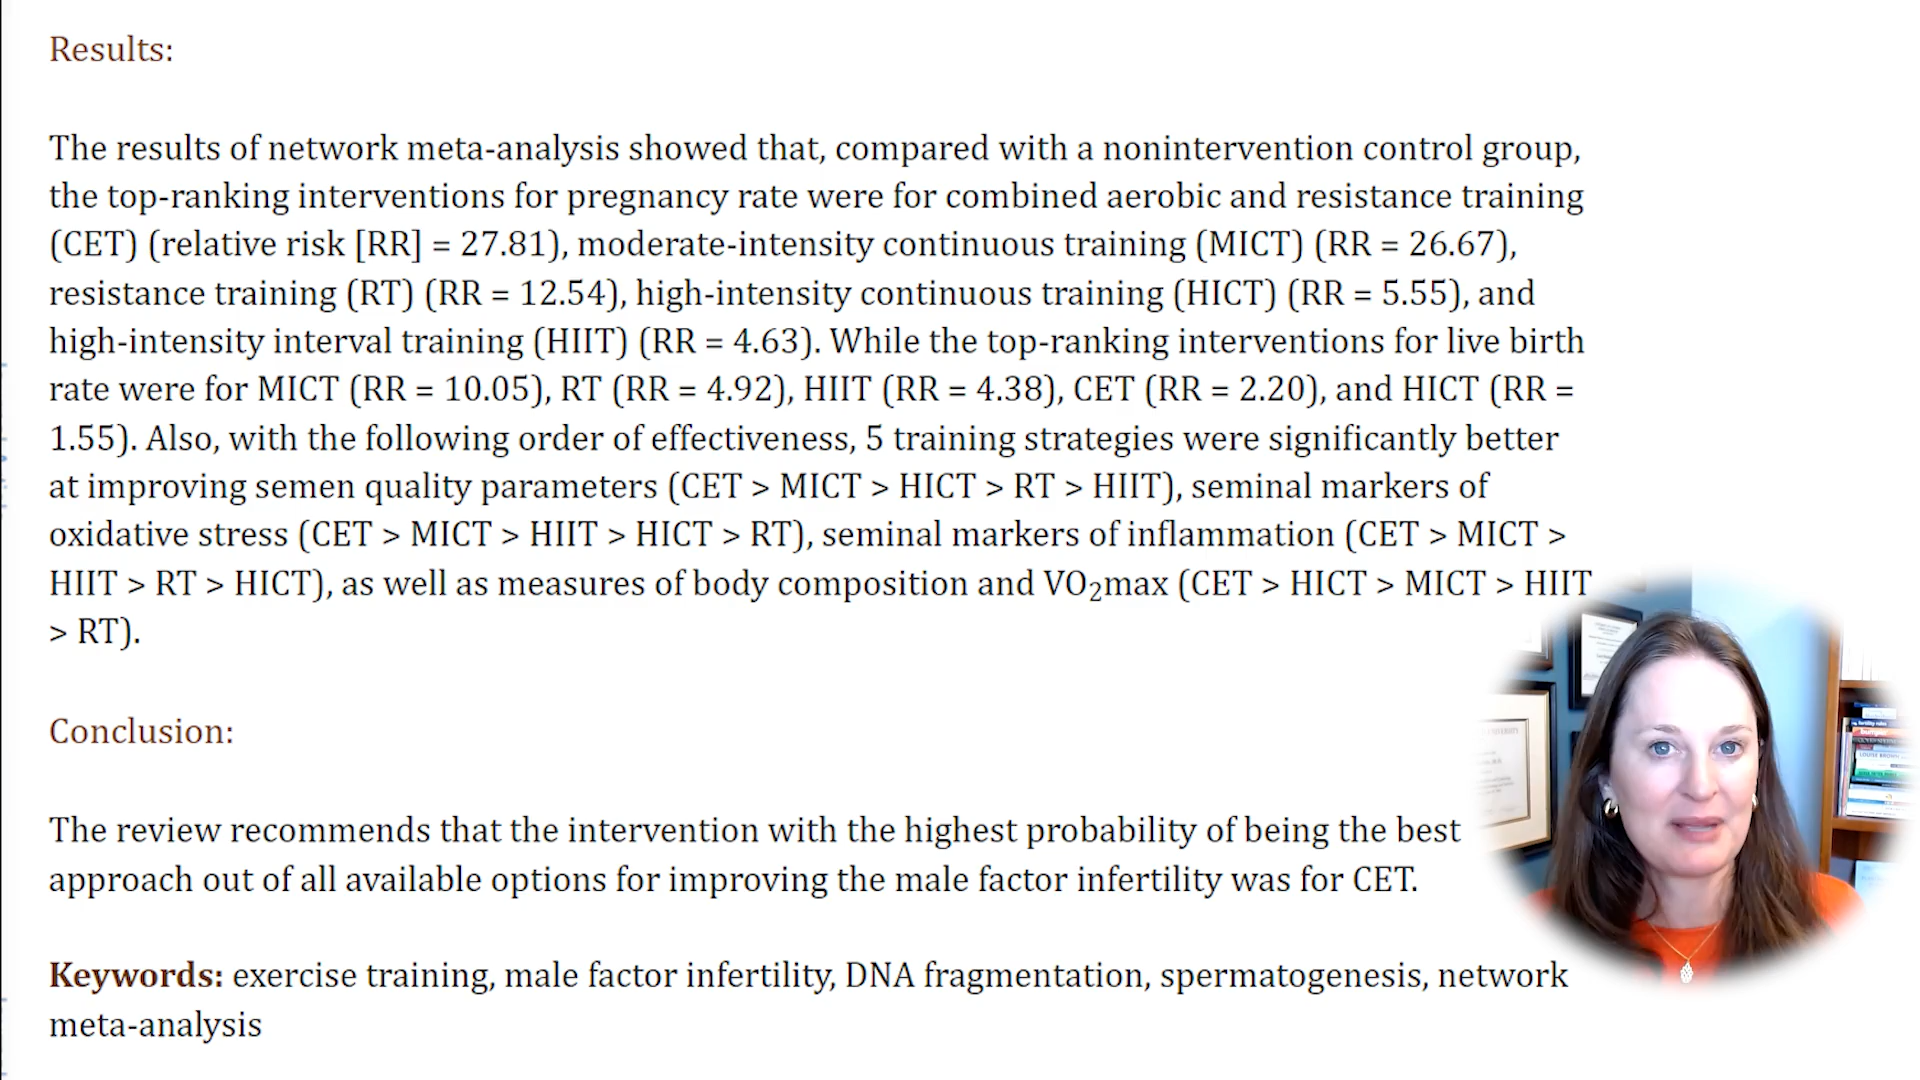 Results:
The results of network meta-analysis showed that, compared with a nonintervention control group,
the top-ranking interventions for pregnancy rate were for combined aerobic and resistance training
(CET) (relative risk [RR] = 27.81), moderate-intensity continuous training (MICT) (RR = 26.67),
resistance training (RT) (RR = 12.54), high-intensity continuous training (HICT) (RR = 5.55), and
high-intensity interval training (HIIT) (RR = 4.63). While the top-ranking interventions for live birth
rate were for MICT (RR = 10.05), RT (RR = 4.92), HIIT (RR = 4.38), CET (RR = 2.20), and HICT (RR =
1.55). Also, with the following order of effectiveness, 5 training strategies were significantly better
at improving semen quality parameters (CET > MICT > HICT > RT > HIIT), seminal markers of
oxidative stress (CET > MICT > HIIT > HICT > RT), seminal markers of inflammation (CET > MICT >
HIIT > RT > HICT), as well as measures of body composition and VO₂max (CET > HICT > MICT > HIIT
> RT).
Conclusion:
The review recommends that the intervention with the highest probability of being the best
approach out of all available options for improving the male factor infertility was for CET.
Keywords: exercise training, male factor infertility, DNA fragmentation, spermatogenesis, network
meta-analysis